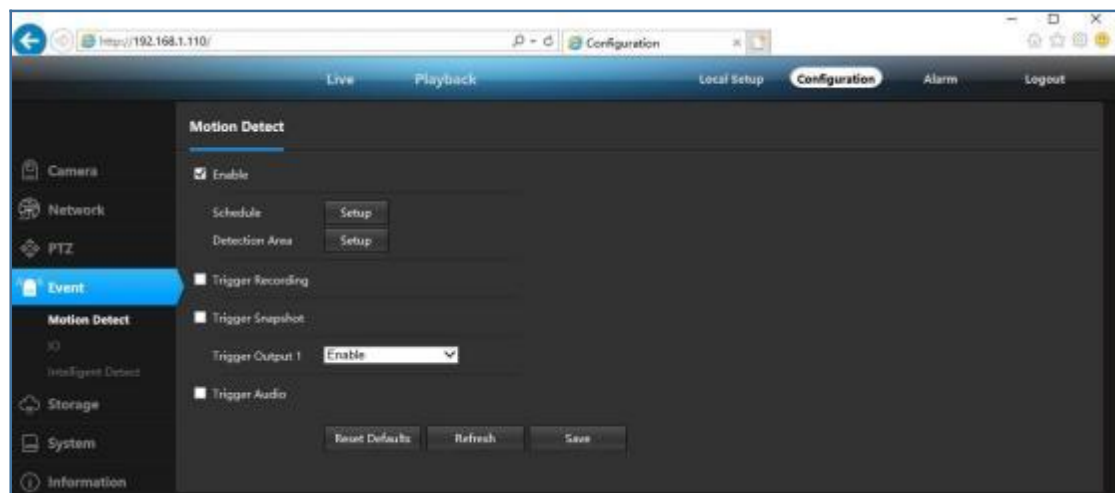 http://192.168.1.110/ Configuration
Live Playback Local Setup Configuration Alarm Logout
Motion Detect
Camera
Enable
Network
Schedule Setup
Detection Area Setup
PTZ
Event
Trigger Recording
Motion Detect
Trigger Snapshot
IO
Trigger Output 1 Enable
Intelligent Detect
Trigger Audio
Storage
Reset Defaults Refresh Save
System
Information